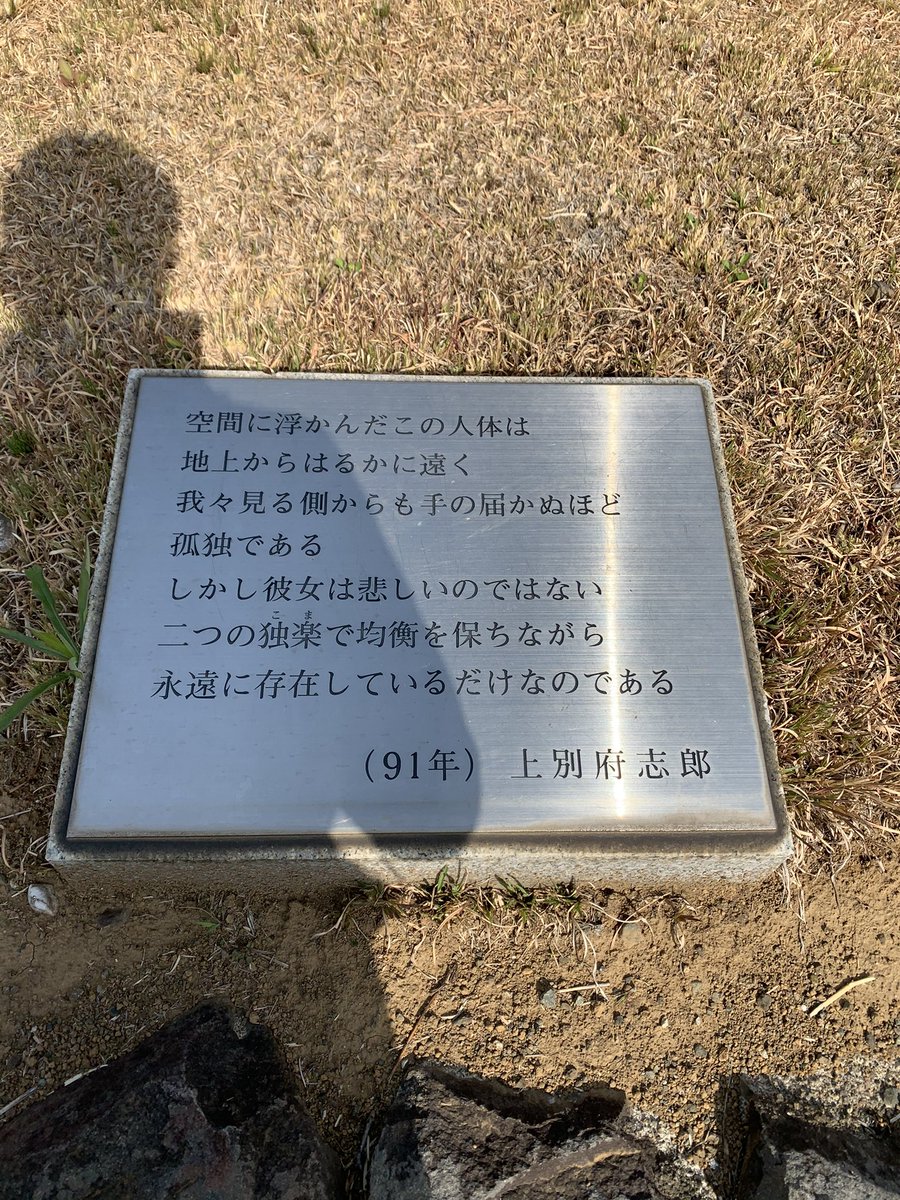 空間に浮かんだこの人体は
地上からはるかに遠く
我々見る側からも手の届かぬほど
孤独である
しかし彼女は悲しいのではない
二つの独楽で均衡を保ちながら
こま
永遠に存在しているだけなのである
(91年) 上別府志郎